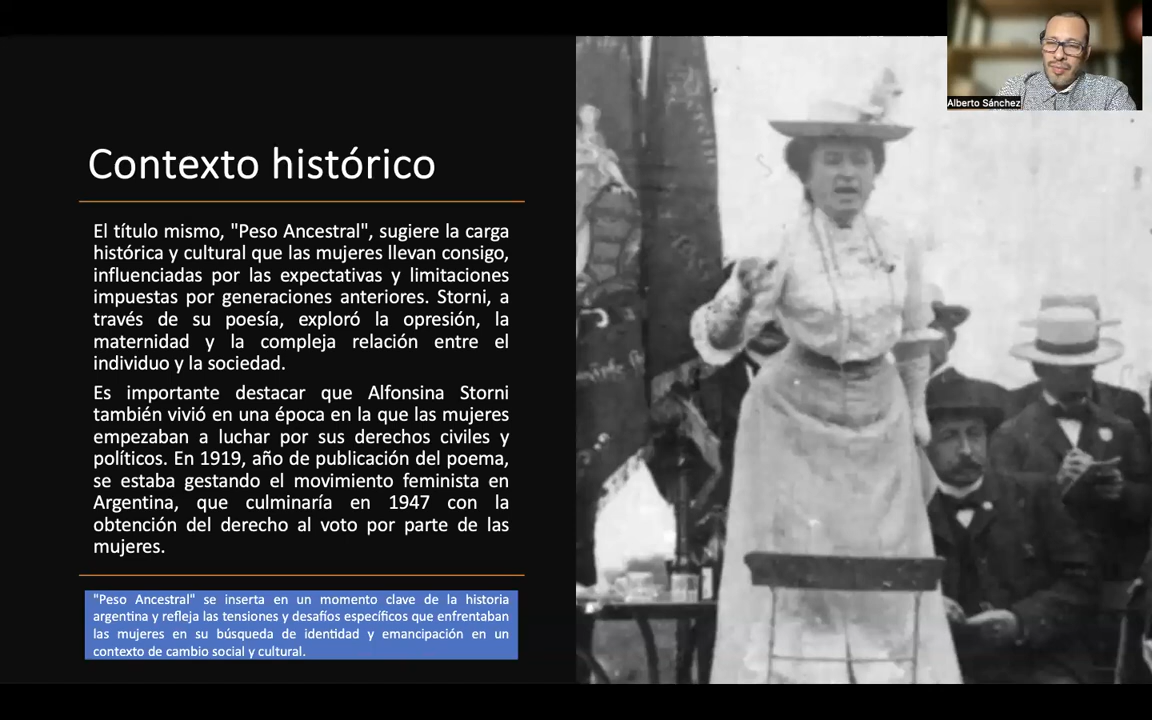 Alberto Sánchez
Contexto histórico
El título mismo, "Peso Ancestral", sugiere la carga
histórica y cultural que las mujeres llevan consigo,
influenciadas por las expectativas y limitaciones
impuestas por generaciones anteriores. Storni, a
través de su poesía, exploró la opresión, la
maternidad y la compleja relación entre el
individuo y la sociedad.
Es importante destacar que Alfonsina Storni
también vivió en una época en la que las mujeres
empezaban a luchar por sus derechos civiles y
políticos. En 1919, año de publicación del poema,
se estaba gestando el movimiento feminista en
Argentina, que culminaría en 1947 con la
obtención del derecho al voto por parte de las
mujeres.
"Peso Ancestral" se inserta en un momento clave de la historia
argentina y refleja las tensiones y desafíos específicos que enfrentaban
las mujeres en su búsqueda de identidad y emancipación en un
contexto de cambio social y cultural.